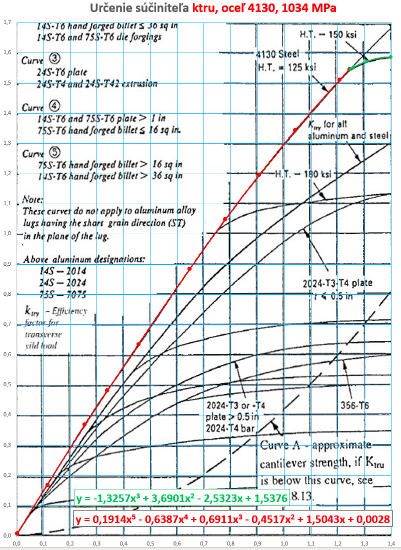 Určenie súčiniteľa ktru, oceľ 4130, 1034 MPa
14S-T6 hand forged billet ≤ 36 sq in
14S-T6 and 75S-T6 die forgings
Curve ③
24S-T6 plate
24S-T4 and 24S-T42 extrusion
Curve ④
14S-T6 and 75S-T6 plate > 1 in
75S-T6 hand forged billet ≤ 16 sq in.
Curve ⑤
75S-T6 hand forged billet > 16 sq in
14S-T6 hand forged billet > 36 sq in
Note:
These curves do not apply to aluminum alloy
lugs having the short grain direction (ST)
in the plane of the lug.
Above aluminum designations:
14S — 2014
24S — 2024
75S — 7075
ktry - Efficiency
factor for
transverse
yild load
H.T. – 150 ksi
4130 Steel
H.T. = 125 ksi
Ktry for all
aluminum and steel
H.T. – 180 ksi
2024-T3-T4 plate
t ≤ 0.5 in
2024-T3 or -T4
plate > 0.5 in
2024-T4 bar
356-T6
Curve A - approximate
cantilever strength, if Ktru
is below this curve, see
8.13.
y = -1,3257x³ + 3,6901x² - 2,5323x + 1,5376
y = 0,1914x⁵ - 0,6387x⁴ + 0,6911x³ - 0,4517x² + 1,5043x + 0,0028
1,7
1,6
1,5
1,4
1,3
1,2
1,1
1,0
0,9
0,8
0,7
0,6
0,5
0,4
0,3
0,2
0,1
0,0
0,0 0,1 0,2 0,3 0,4 0,5 0,6 0,7 0,8 0,9 1,0 1,1 1,2 1,3 1,4